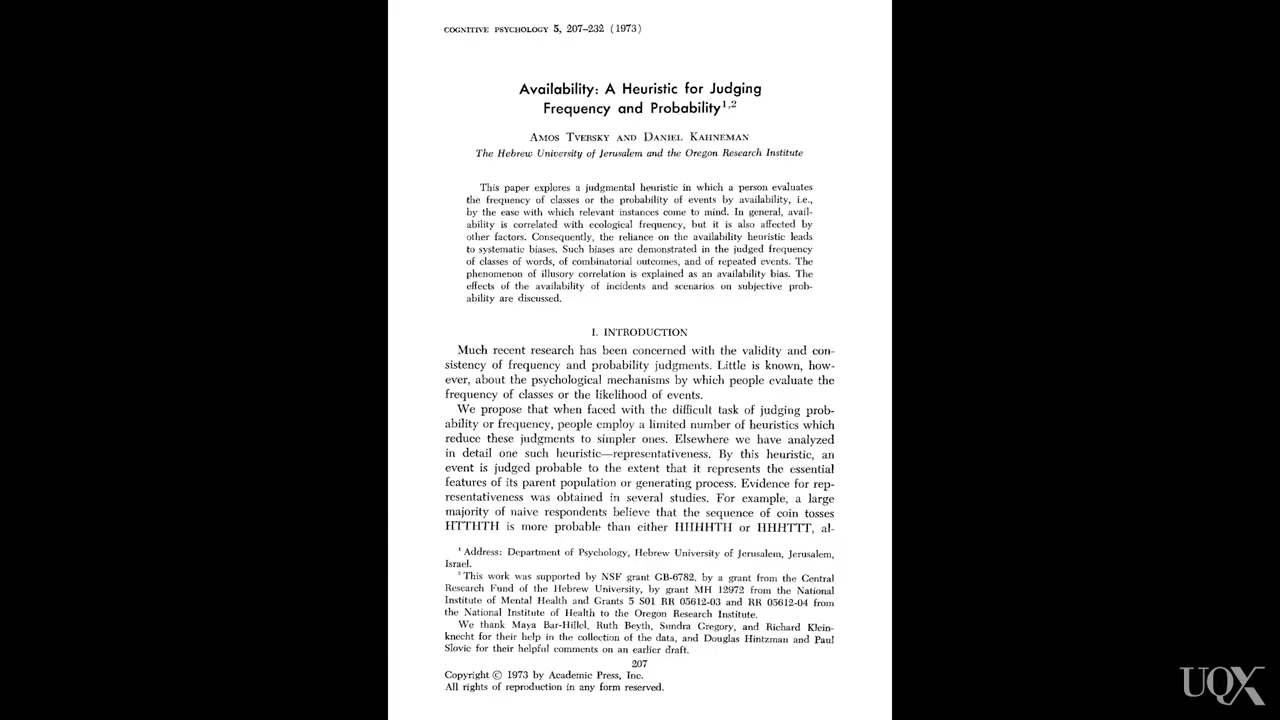 COGNITIVE PSYCHOLOGY 5, 207–232 (1973)
Availability: A Heuristic for Judging
Frequency and Probability1,2
AMOS TVERSKY AND DANIEL KAHNEMAN
The Hebrew University of Jerusalem and the Oregon Research Institute
This paper explores a judgmental heuristic in which a person evaluates
the frequency of classes or the probability of events by availability, i.e.,
by the ease with which relevant instances come to mind. In general, avail-
ability is correlated with ecological frequency, but it is also affected by
other factors. Consequently, the reliance on the availability heuristic leads
to systematic biases. Such biases are demonstrated in the judged frequency
of classes of words, of combinatorial outcomes, and of repeated events. The
phenomenon of illusory correlation is explained as an availability bias. The
effects of the availability of incidents and scenarios on subjective prob-
ability are discussed.
I. INTRODUCTION
Much recent research has been concerned with the validity and con-
sistency of frequency and probability judgments. Little is known, how-
ever, about the psychological mechanisms by which people evaluate the
frequency of classes or the likelihood of events.
We propose that when faced with the difficult task of judging prob-
ability or frequency, people employ a limited number of heuristics which
reduce these judgments to simpler ones. Elsewhere we have analyzed
in detail one such heuristic—representativeness. By this heuristic, an
event is judged probable to the extent that it represents the essential
features of its parent population or generating process. Evidence for rep-
resentativeness was obtained in several studies. For example, a large
majority of naive respondents believe that the sequence of coin tosses
HTTHTH is more probable than either HHHHTH or HHHTTT, al-
1 Address: Department of Psychology, Hebrew University of Jerusalem, Jerusalem,
Israel.
2 This work was supported by NSF grant GB-6782, by a grant from the Central
Research Fund of the Hebrew University, by grant MH 12972 from the National
Institute of Mental Health and Grants 5 S01 RR 05612-03 and RR 05612-04 from
the National Institute of Health to the Oregon Research Institute.
We thank Maya Bar-Hillel, Ruth Beyth, Sundra Gregory, and Richard Klein-
knecht for their help in the collection of the data, and Douglas Hintzman and Paul
Slovic for their helpful comments on an earlier draft.
207
Copyright © 1973 by Academic Press, Inc.
All rights of reproduction in any form reserved.
UQX